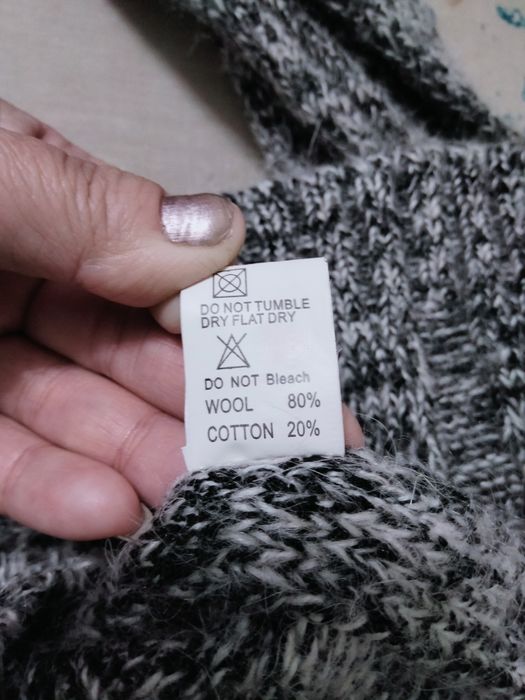 DO NOT TUMBLE
DRY FLAT DRY
DO NOT Bleach
WOOL 80%
COTTON 20%